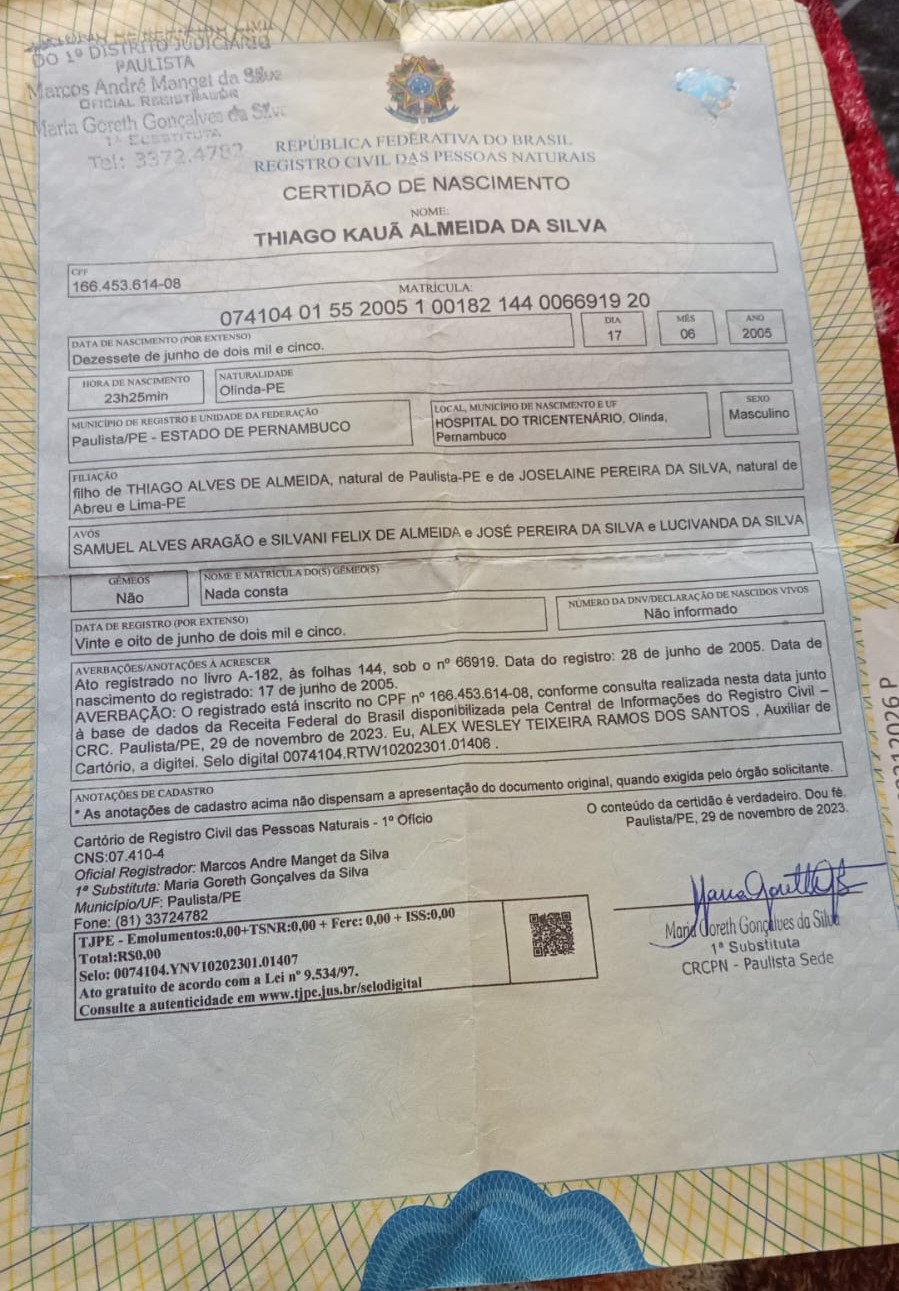 DO 1º DISTRITO JUDICIÁRIO
PAULISTA
Marcos André Manget da Silva
OFICIAL REGISTRADOR
Maria Goreth Gonçalves da Silva
1ª SUBSTITUTA
Tel: 3372.4782
REPÚBLICA FEDERATIVA DO BRASIL
REGISTRO CIVIL DAS PESSOAS NATURAIS
CERTIDÃO DE NASCIMENTO
NOME:
THIAGO KAUÃ ALMEIDA DA SILVA
CPF
166.453.614-08
MATRÍCULA:
074104 01 55 2005 1 00182 144 0066919 20
DATA DE NASCIMENTO (POR EXTENSO)
Dezessete de junho de dois mil e cinco.
DIA
17
MÊS
06
ANO
2005
HORA DE NASCIMENTO
23h25min
NATURALIDADE
Olinda-PE
MUNICÍPIO DE REGISTRO E UNIDADE DA FEDERAÇÃO
Paulista/PE - ESTADO DE PERNAMBUCO
LOCAL, MUNICÍPIO DE NASCIMENTO E UF
HOSPITAL DO TRICENTENÁRIO, Olinda,
Pernambuco
SEXO
Masculino
FILIAÇÃO
filho de THIAGO ALVES DE ALMEIDA, natural de Paulista-PE e de JOSELAINE PEREIRA DA SILVA, natural de
Abreu e Lima-PE
AVÓS
SAMUEL ALVES ARAGÃO e SILVANI FELIX DE ALMEIDA e JOSÉ PEREIRA DA SILVA e LUCIVANDA DA SILVA
GÊMEOS
Não
NOME E MATRÍCULA DO(S) GÊMEO(S)
Nada consta
DATA DE REGISTRO (POR EXTENSO)
Vinte e oito de junho de dois mil e cinco.
NÚMERO DA DNV/DECLARAÇÃO DE NASCIDOS VIVOS
Não informado
AVERBAÇÕES/ANOTAÇÕES À ACRESCER
Ato registrado no livro A-182, às folhas 144, sob o nº 66919. Data do registro: 28 de junho de 2005. Data de
nascimento do registrado: 17 de junho de 2005.
AVERBAÇÃO: O registrado está inscrito no CPF nº 166.453.614-08, conforme consulta realizada nesta data junto
à base de dados da Receita Federal do Brasil disponibilizada pela Central de Informações do Registro Civil –
CRC. Paulista/PE, 29 de novembro de 2023. Eu, ALEX WESLEY TEIXEIRA RAMOS DOS SANTOS , Auxiliar de
Cartório, a digitei. Selo digital 0074104.RTW10202301.01406 .
ANOTAÇÕES DE CADASTRO
* As anotações de cadastro acima não dispensam a apresentação do documento original, quando exigida pelo órgão solicitante.
Cartório de Registro Civil das Pessoas Naturais - 1º Ofício
CNS:07.410-4
Oficial Registrador: Marcos Andre Manget da Silva
1ª Substituta: Maria Goreth Gonçalves da Silva
Município/UF: Paulista/PE
Fone: (81) 33724782
O conteúdo da certidão é verdadeiro. Dou fé.
Paulista/PE, 29 de novembro de 2023.
TJPE - Emolumentos:0,00+TSNR:0,00 + Ferc: 0,00 + ISS:0,00
Total:R$0,00
Selo: 0074104.YNV10202301.01407
Ato gratuito de acordo com a Lei nº 9.534/97.
Consulte a autenticidade em www.tjpe.jus.br/selodigital
Maria Goreth Gonçalves da Silva
1ª Substituta
CRCPN - Paulista Sede